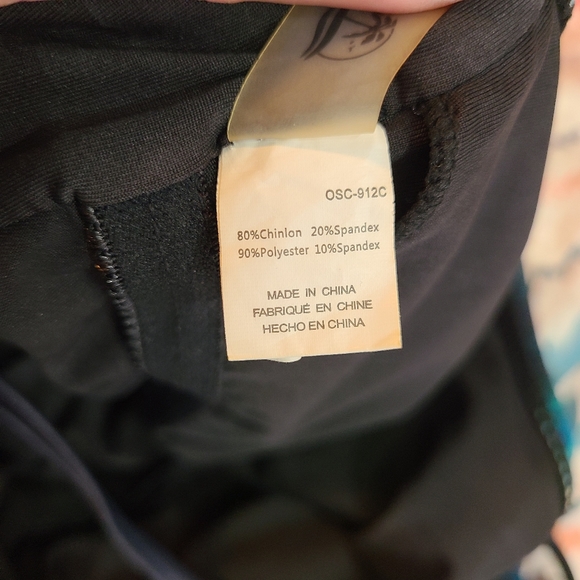 OSC-912C
80%Chinlon 20%Spandex
90%Polyester 10%Spandex
MADE IN CHINA
FABRIQUÉ EN CHINE
HECHO EN CHINA